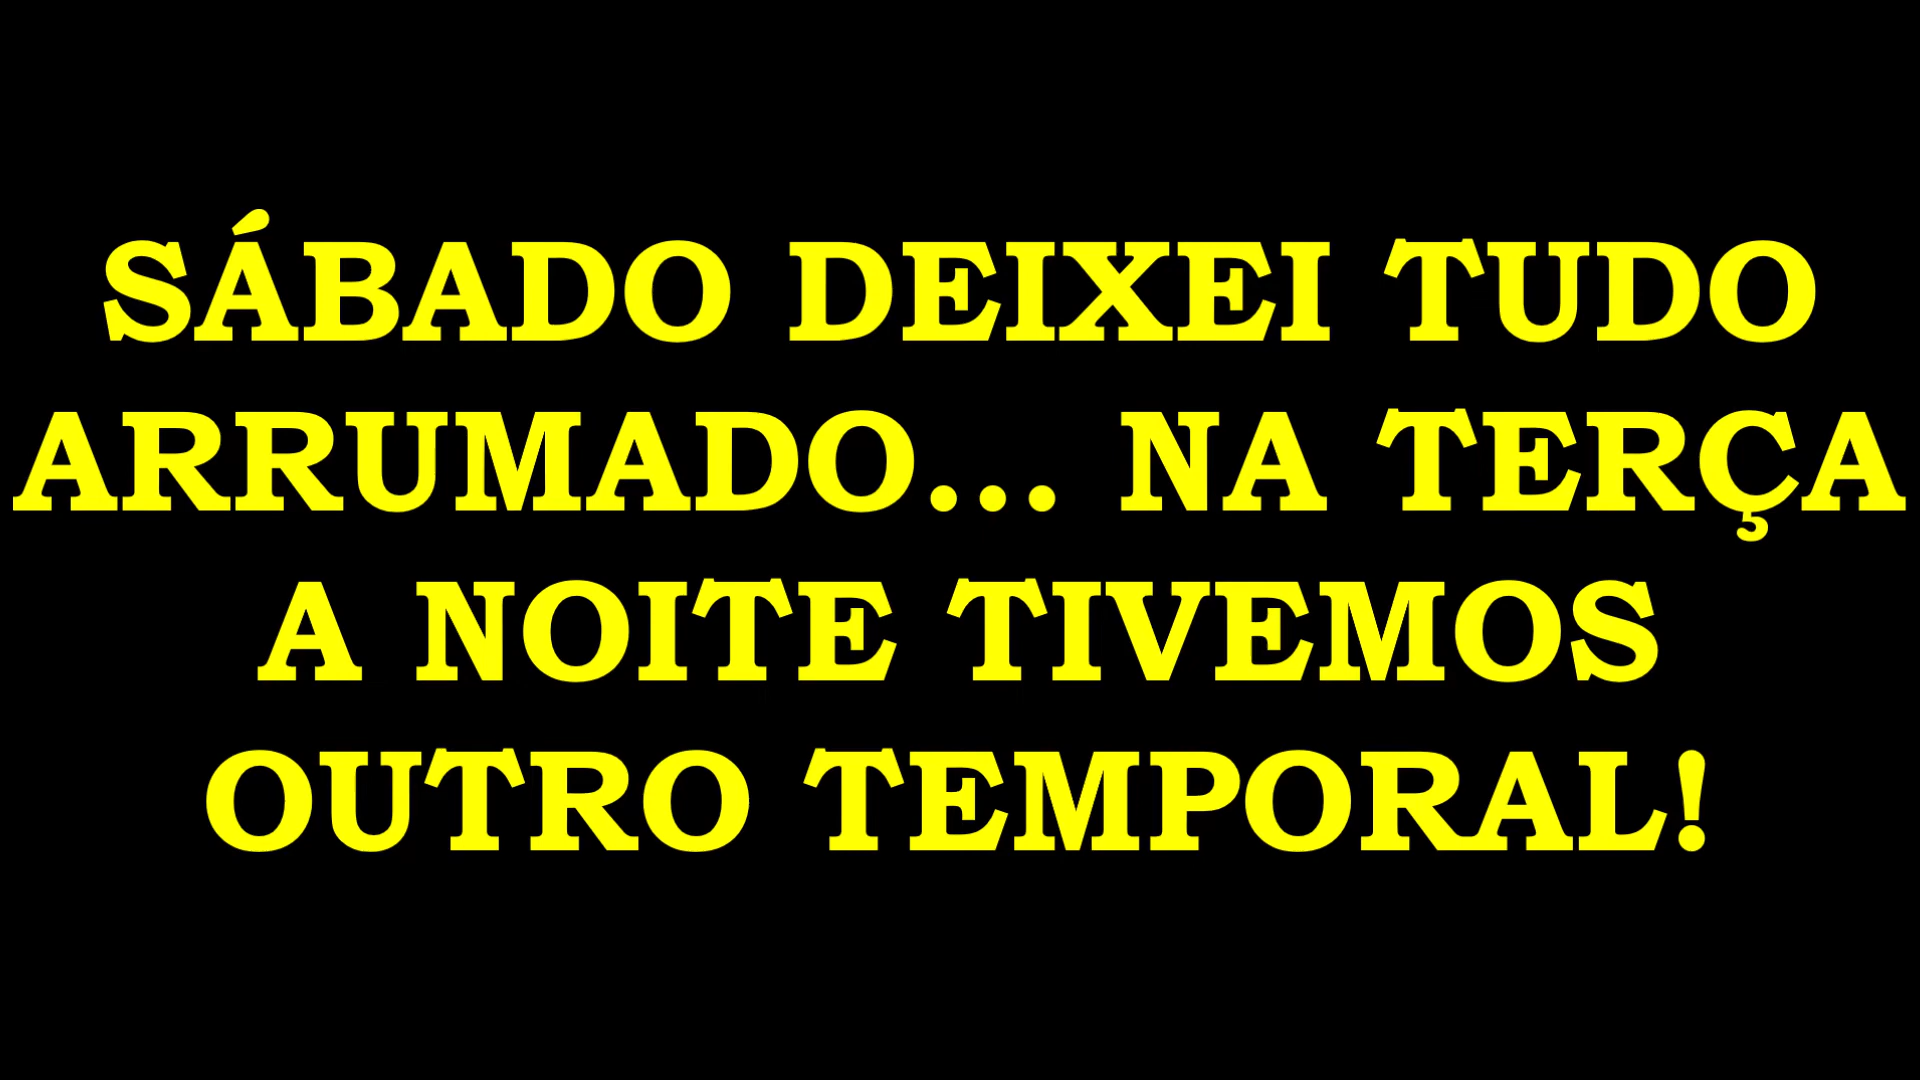 SÁBADO DEIXEI TUDO
ARRUMADO... NA TERÇA
A NOITE TIVEMOS
OUTRO TEMPORAL!